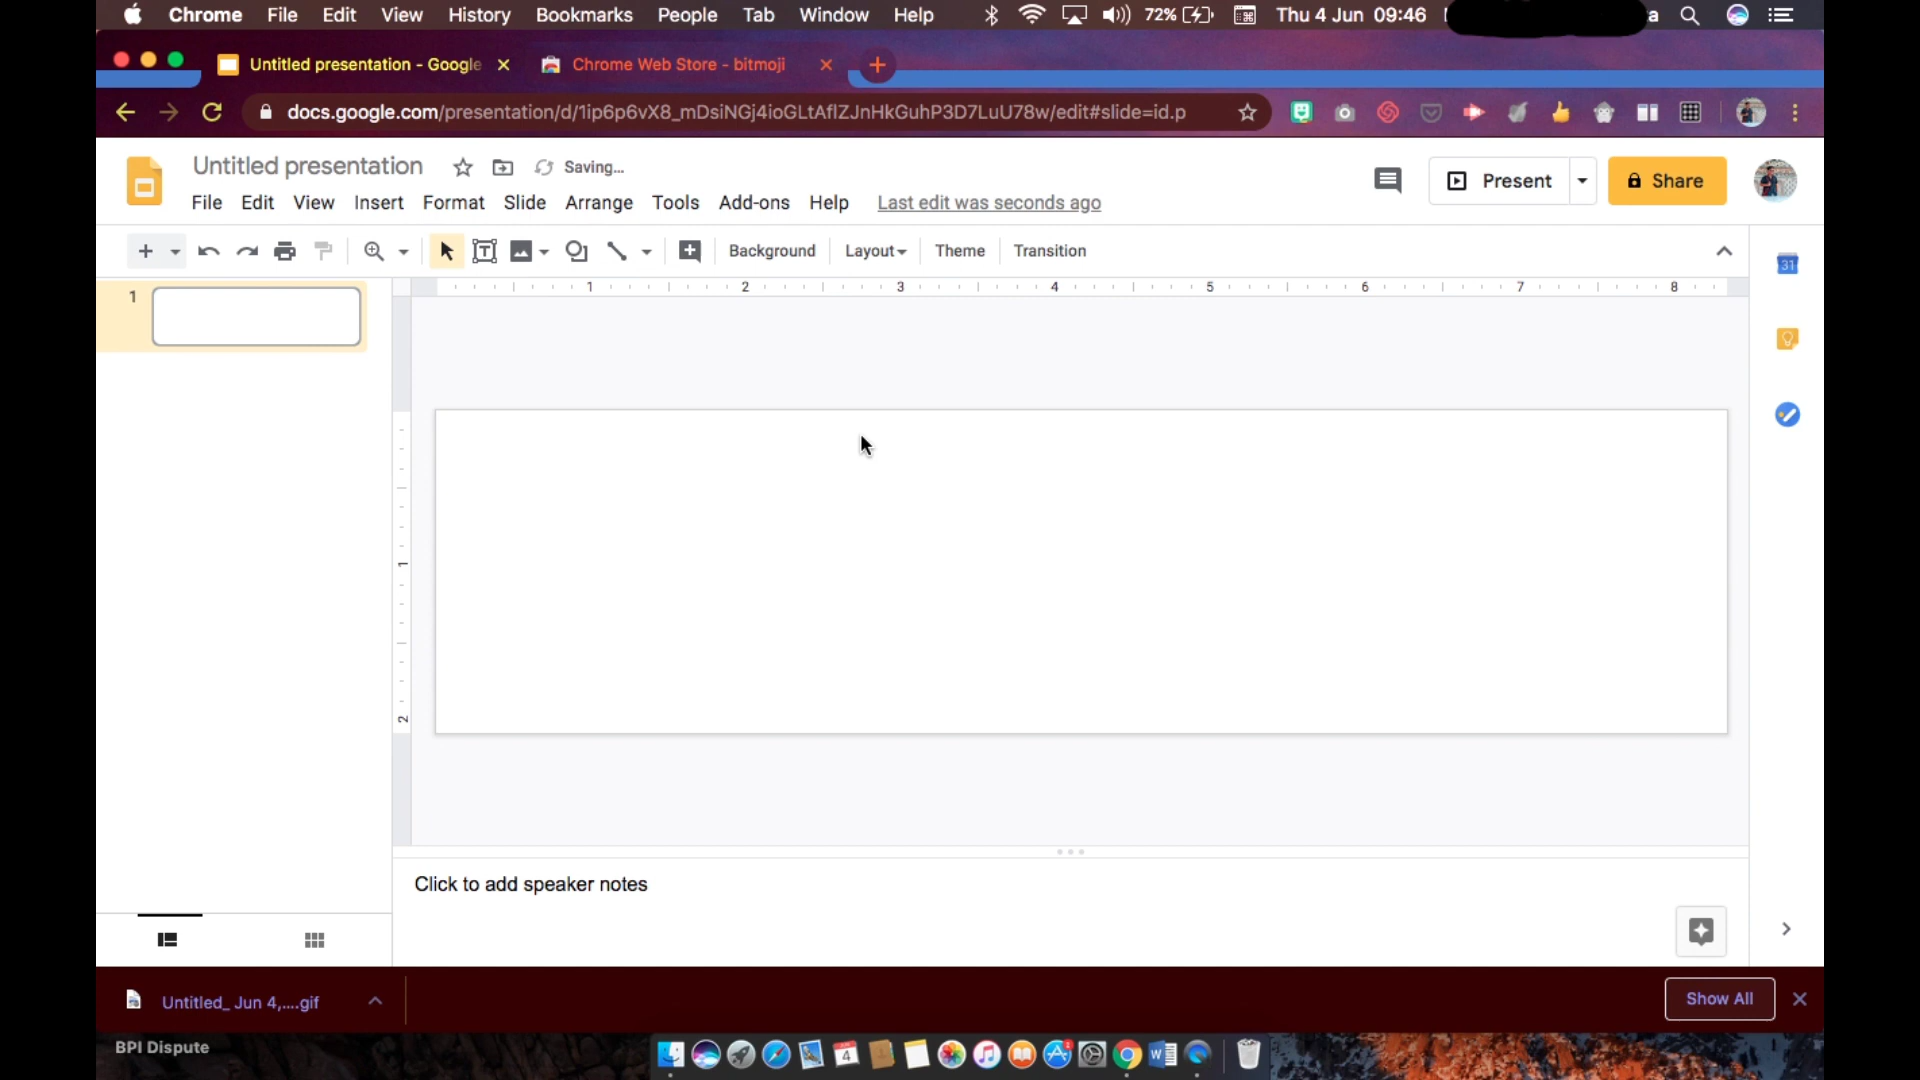 Chrome File Edit View History Bookmarks People Tab Window Help 72% Thu 4 Jun 09:46 a
Untitled presentation - Google Chrome Web Store - bitmoji
docs.google.com/presentation/d/1ip6p6vX8_mDsiNGj4ioGLtAflZJnHkGuhP3D7LuU78w/edit#slide=id.p
Untitled presentation Saving... Present Share
File Edit View Insert Format Slide Arrange Tools Add-ons Help Last edit was seconds ago
Background Layout Theme Transition
31
1 1 2 3 4 5 6 7 8
1
2
Click to add speaker notes
Untitled_ Jun 4,....gif Show All
BPI Dispute